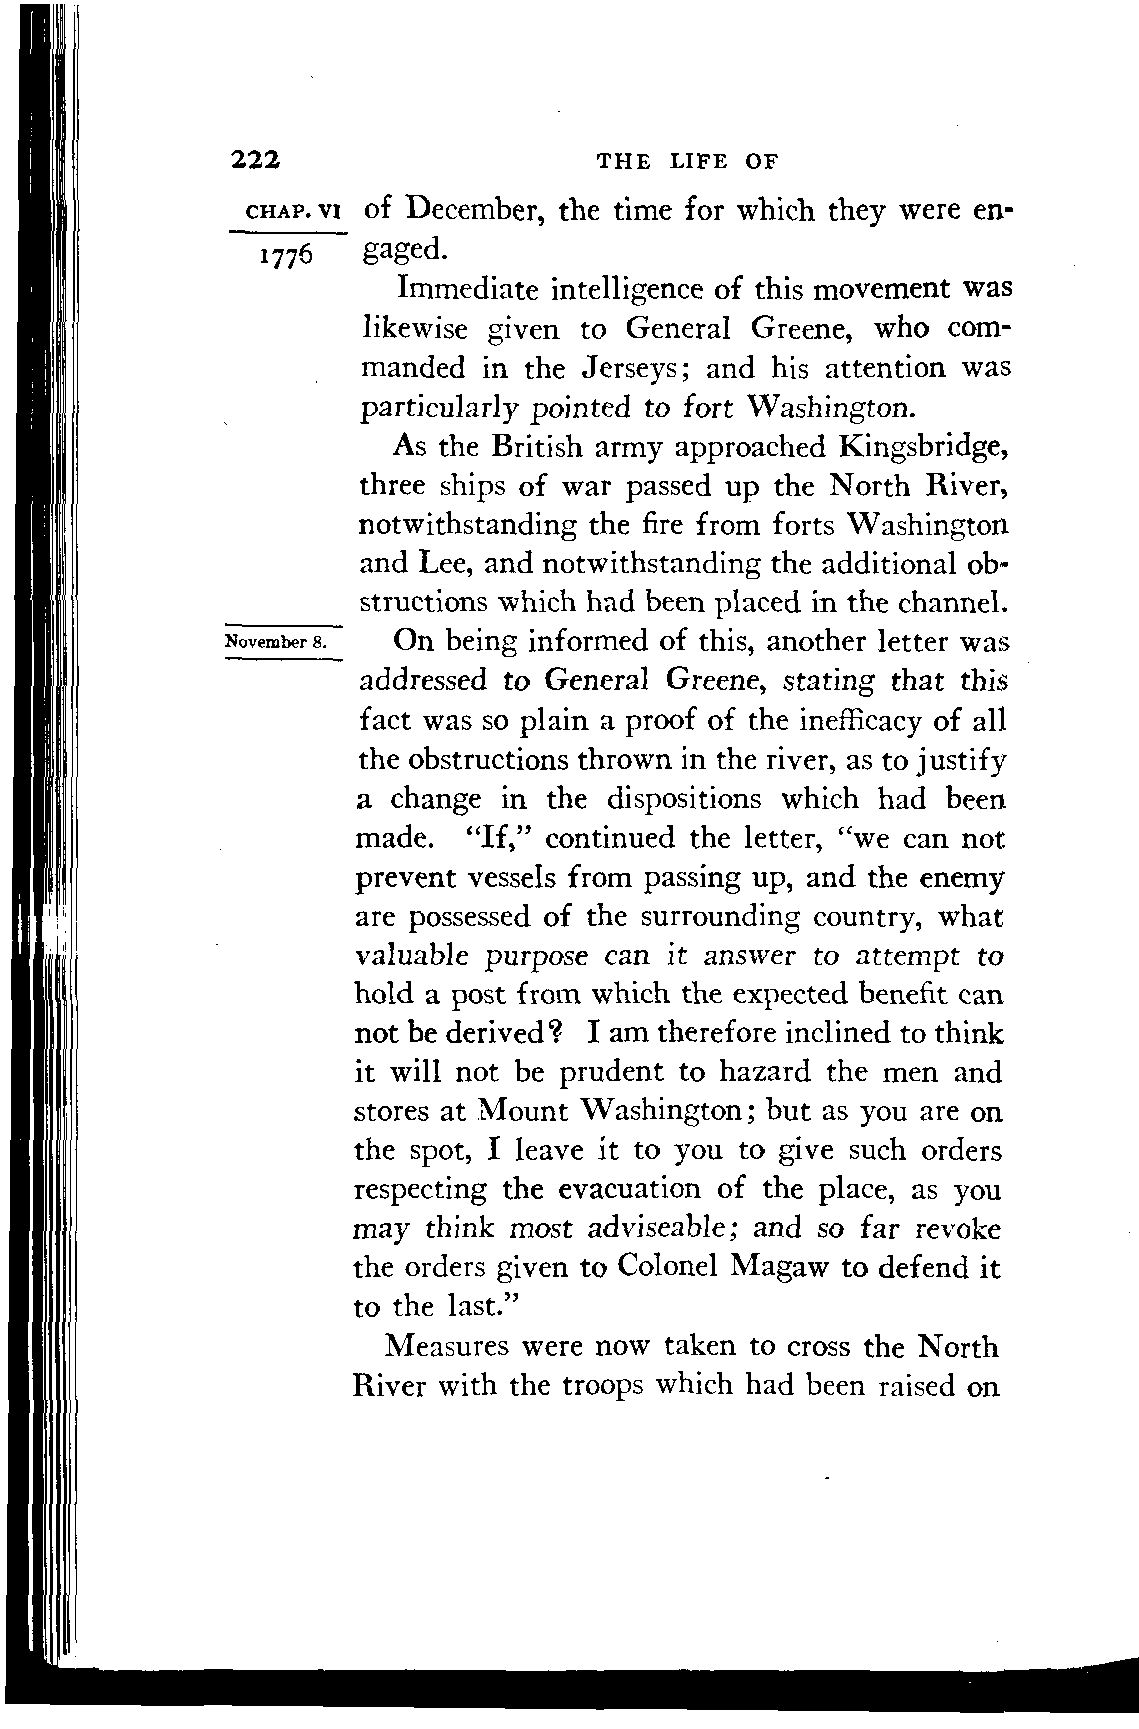 222 THE LIFE OF
CHAP. VI of December, the time for which they were en-
1776 gaged.
Immediate intelligence of this movement was
likewise given to General Greene, who com-
manded in the Jerseys; and his attention was
particularly pointed to fort Washington.
As the British army approached Kingsbridge,
three ships of war passed up the North River,
notwithstanding the fire from forts Washington
and Lee, and notwithstanding the additional ob-
structions which had been placed in the channel.
November 8. On being informed of this, another letter was
addressed to General Greene, stating that this
fact was so plain a proof of the inefficacy of all
the obstructions thrown in the river, as to justify
a change in the dispositions which had been
made. “If,” continued the letter, “we can not
prevent vessels from passing up, and the enemy
are possessed of the surrounding country, what
valuable purpose can it answer to attempt to
hold a post from which the expected benefit can
not be derived? I am therefore inclined to think
it will not be prudent to hazard the men and
stores at Mount Washington; but as you are on
the spot, I leave it to you to give such orders
respecting the evacuation of the place, as you
may think most adviseable; and so far revoke
the orders given to Colonel Magaw to defend it
to the last.”
Measures were now taken to cross the North
River with the troops which had been raised on